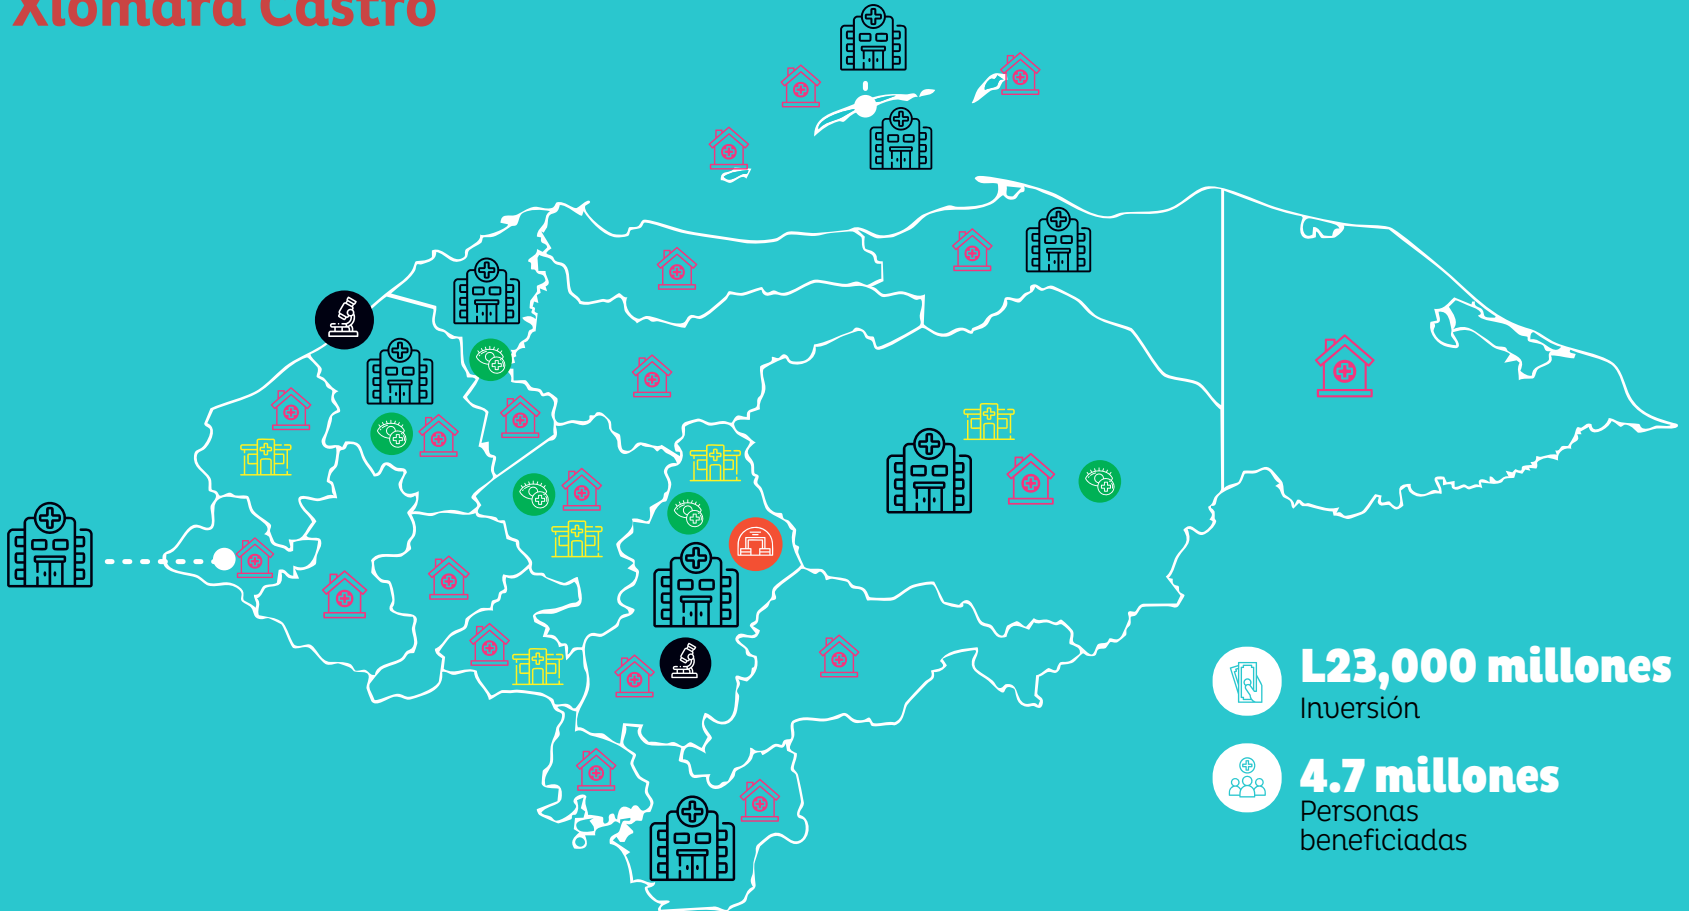 Xiomara Castro
L23,000 millones
Inversión
4.7 millones
Personas
beneficiadas